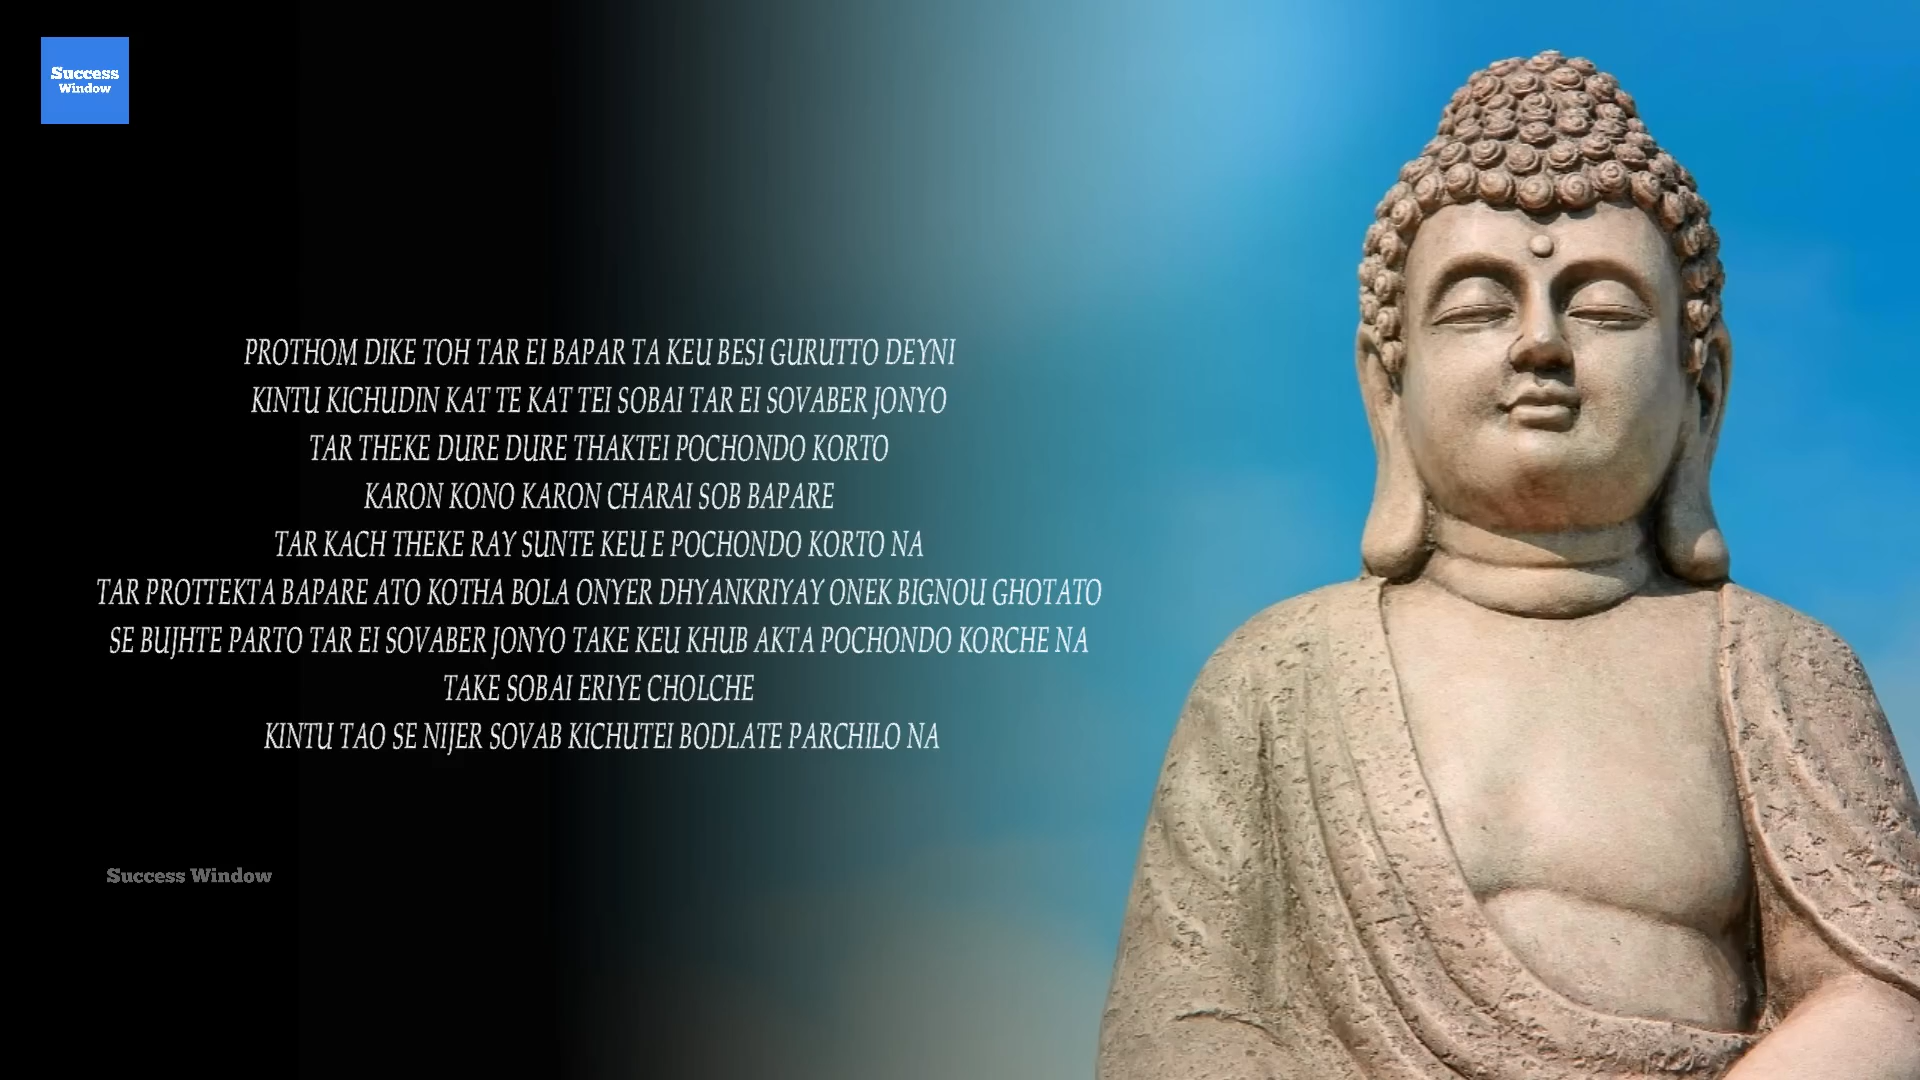 Success
Window
PROTHOM DIKE TOH TAR EI BAPAR TA KEU BESI GURUTTO DEYNI
KINTU KICHUDIN KAT TE KAT TEI SOBAI TAR EI SOVABER JONYO
TAR THEKE DURE DURE THAKTEI POCHONDO KORTO
KARON KONO KARON CHARAI SOB BAPARE
TAR KACH THEKE RAY SUNTE KEU E POCHONDO KORTO NA
TAR PROTTEKTA BAPARE ATO KOTHA BOLA ONYER DHYANKRIYAY ONEK BIGNOU GHOTATO
SE BUJHTE PARTO TAR EI SOVABER JONYO TAKE KEU KHUB AKTA POCHONDO KORCHE NA
TAKE SOBAI ERIYE CHOLCHE
KINTU TAO SE NIJER SOVAB KICHUTEI BODLATE PARCHILO NA
Success Window